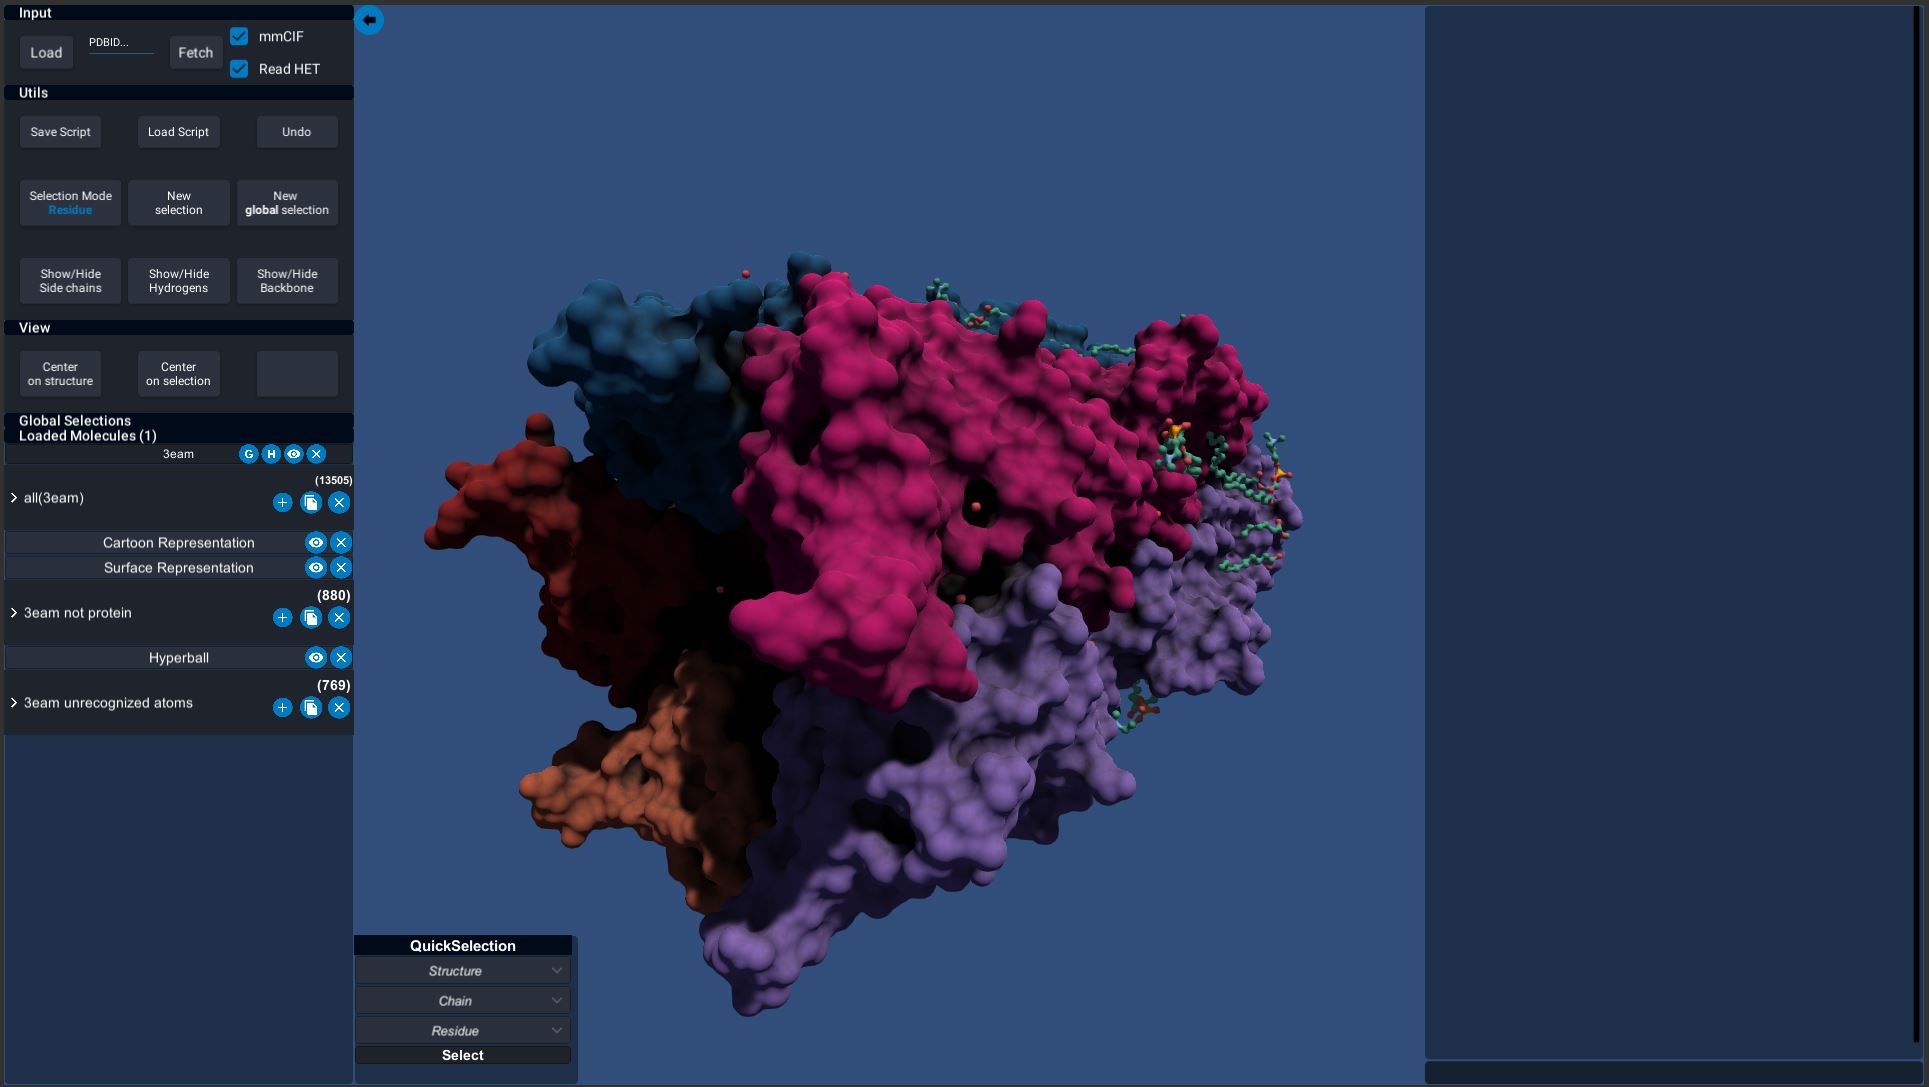 Input
Load
PDBID...
Fetch
mmCIF
Read HET
Utils
Save Script
Load Script
Undo
Selection Mode
Residue
New
selection
New
global selection
Show/Hide
Side chains
Show/Hide
Hydrogens
Show/Hide
Backbone
View
Center
on structure
Center
on selection
Global Selections
Loaded Molecules (1)
3eam
G
H
(13505)
all(3eam)
Cartoon Representation
Surface Representation
(880)
3eam not protein
Hyperball
(769)
3eam unrecognized atoms
QuickSelection
Structure
Chain
Residue
Select